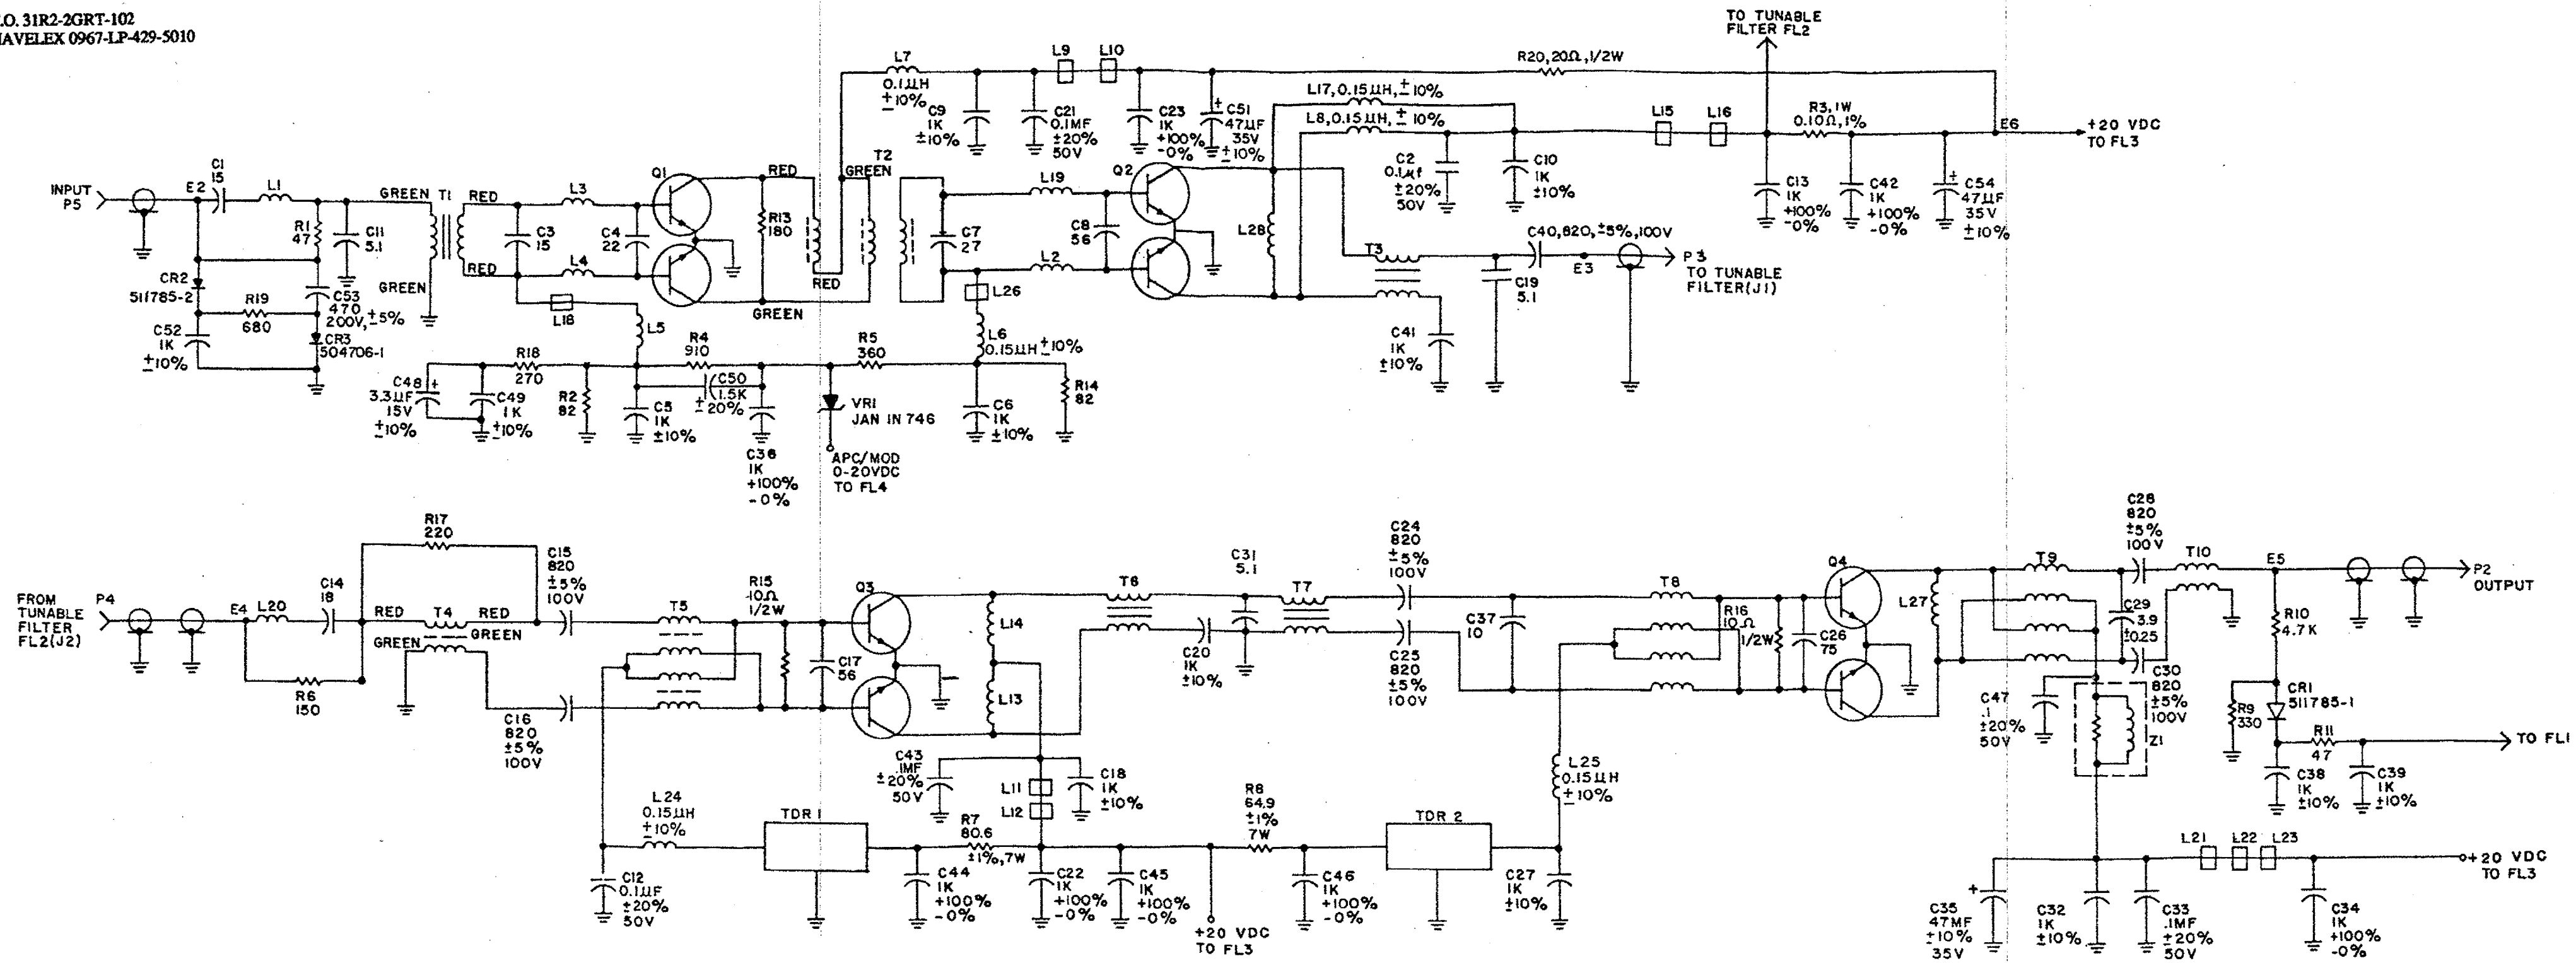 .O. 31R2-2GRT-102
NAVELEX 0967-LP-429-5010
TO TUNABLE
FILTER FL2
L7
0.1µH
±10%
L9
L10
C9
1K
±10%
C21
0.1MF
±20%
50V
C23
1K
+100%
-0%
+
C51
47µF
35V
±10%
R20, 20Ω, 1/2W
L17, 0.15µH, ±10%
L8, 0.15µH, ±10%
L15
L16
R3, 1W
0.10Ω, 1%
E6
+20 VDC
TO FL3
C2
0.1µf
±20%
50V
C10
1K
±10%
C13
1K
+100%
-0%
C42
1K
+100%
-0%
+
C54
47µF
35V
±10%
INPUT
P5
E2
C1
15
L1
R1
47
C11
5.1
GREEN
T1
RED
GREEN
RED
C3
15
L3
L4
C4
22
Q1
R13
180
RED
GREEN
RED
GREEN
T2
C7
27
L19
L2
C8
56
Q2
L28
T3
C40, 820, ±5%, 100V
C19
5.1
E3
P3
TO TUNABLE
FILTER(J1)
C41
1K
±10%
CR2
511785-2
R19
680
C53
470
200V, ±5%
C52
1K
±10%
CR3
504706-1
L18
L5
L26
L6
0.15µH ±10%
R18
270
R4
910
R5
360
C48
+
3.3µF
15V
±10%
C49
1K
±10%
R2
82
C5
1K
±10%
C50
1.5K
±20%
C36
1K
+100%
-0%
VR1
JAN IN 746
APC/MOD
0-20VDC
TO FL4
C6
1K
±10%
R14
82
FROM
TUNABLE
FILTER
FL2(J2)
P4
E4
L20
C14
18
R6
150
R17
220
RED
T4
RED
GREEN
GREEN
C15
820
±5%
100V
C16
820
±5%
100V
T5
R15
10Ω
1/2W
C17
56
Q3
L14
L13
T6
C20
1K
±10%
C31
5.1
T7
C24
820
±5%
100V
C25
820
±5%
100V
C37
10
T8
R16
10Ω
1/2W
C26
75
Q4
L27
T9
C28
820
±5%
100V
C29
3.9
±0.25
C30
820
±5%
100V
T10
E5
P2
OUTPUT
R10
4.7K
CR1
511785-1
R9
330
R11
47
TO FL1
C38
1K
±10%
C39
1K
±10%
C47
.1
±20%
50V
Z1
C43
.1MF
±20%
50V
L11
L12
C18
1K
±10%
L24
0.15µH
±10%
C12
0.1µF
±20%
50V
TDR 1
R7
80.6
±1%, 7W
C44
1K
+100%
-0%
C22
1K
+100%
-0%
C45
1K
+100%
-0%
+20 VDC
TO FL3
R8
64.9
±1%
7W
C46
1K
+100%
-0%
TDR 2
L25
0.15µH
±10%
C27
1K
±10%
+
C35
47MF
±10%
35V
C32
1K
±10%
C33
.1MF
±20%
50V
L21
L22
L23
C34
1K
+100%
-0%
+20 VDC
TO FL3